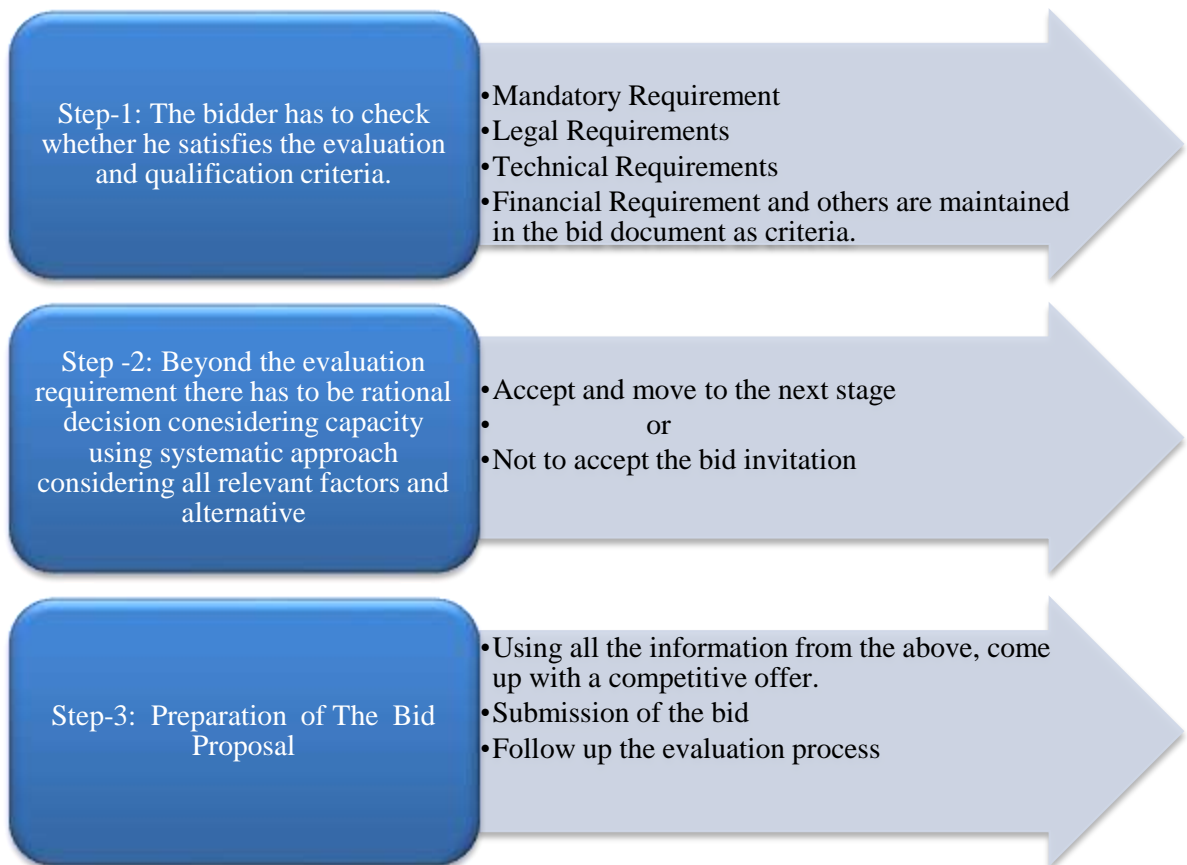 Step-1: The bidder has to check
whether he satisfies the evaluation
and qualification criteria.
•Mandatory Requirement
•Legal Requirements
•Technical Requirements
•Financial Requirement and others are maintained
in the bid document as criteria.
Step -2: Beyond the evaluation
requirement there has to be rational
decision conesidering capacity
using systematic approach
considering all relevant factors and
alternative
•Accept and move to the next stage
• or
•Not to accept the bid invitation
Step-3: Preparation of The Bid
Proposal
•Using all the information from the above, come
up with a competitive offer.
•Submission of the bid
•Follow up the evaluation process